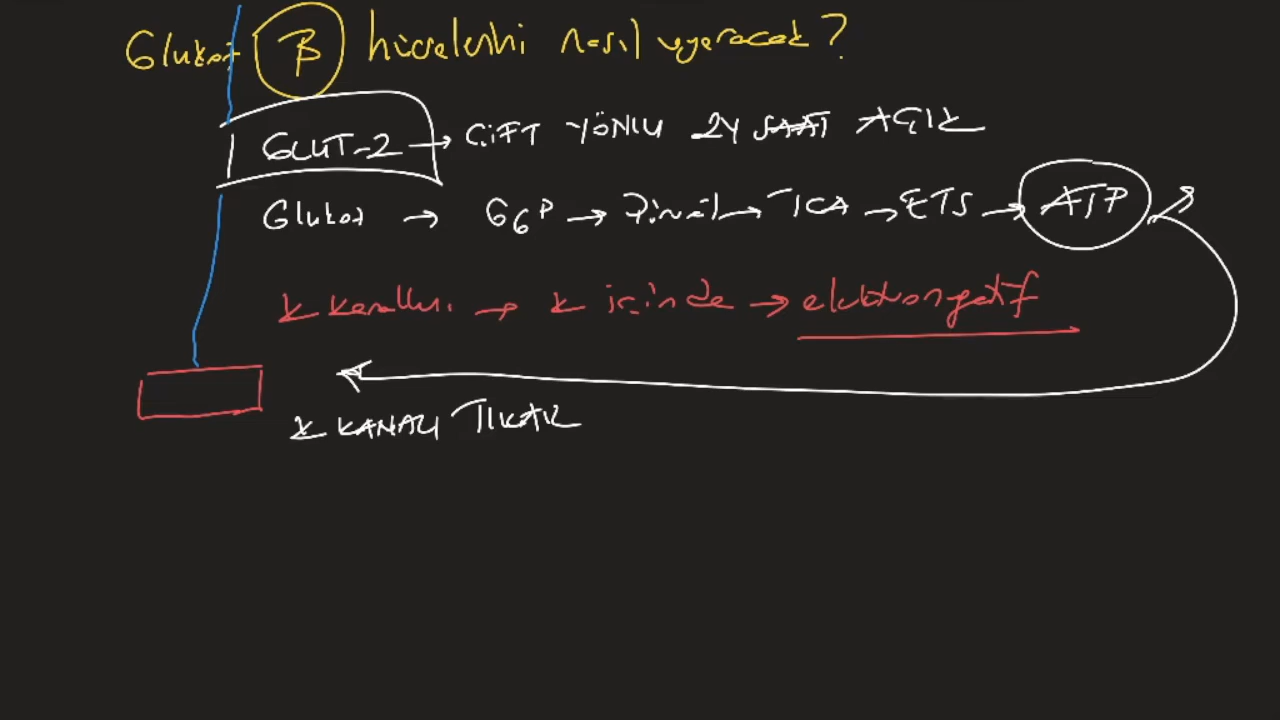 Glukoz β hücrelerini nasıl uyaracak?
GLUT-2 → ÇİFT YÖNLÜ 24 SAAT AÇIK
Glukoz → G6P → Pirüvat → TCA → ETS → ATP
K kanalları → K içinde → elektronegatif
K KANALI TIKAR